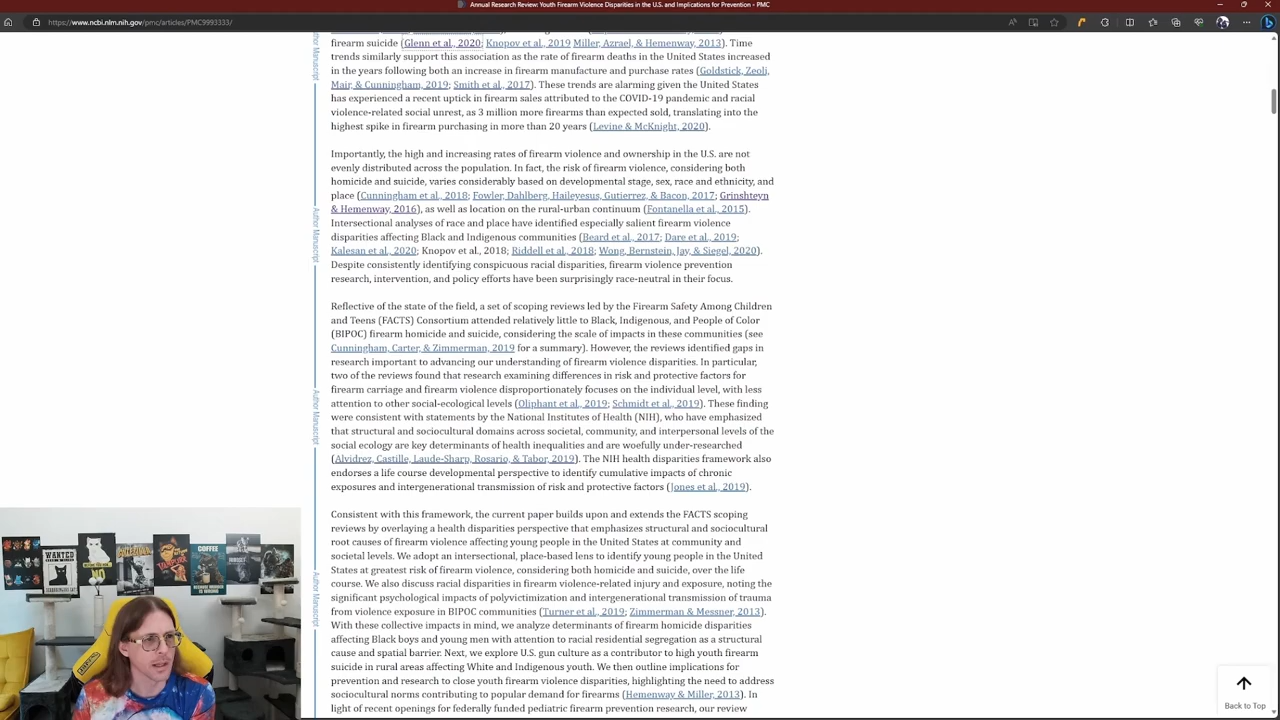 Annual Research Review: Youth Firearm Violence Disparities in the U.S. and Implications for Prevention - PMC
https://www.ncbi.nlm.nih.gov/pmc/articles/PMC9993333/
firearm suicide (Glenn et al., 2020; Knopov et al., 2019 Miller, Azrael, & Hemenway, 2013). Time
trends similarly support this association as the rate of firearm deaths in the United States increased
in the years following both an increase in firearm manufacture and purchase rates (Goldstick, Zeoli,
Mair, & Cunningham, 2019; Smith et al., 2017). These trends are alarming given the United States
has experienced a recent uptick in firearm sales attributed to the COVID-19 pandemic and racial
violence-related social unrest, as 3 million more firearms than expected sold, translating into the
highest spike in firearm purchasing in more than 20 years (Levine & McKnight, 2020).
Importantly, the high and increasing rates of firearm violence and ownership in the U.S. are not
evenly distributed across the population. In fact, the risk of firearm violence, considering both
homicide and suicide, varies considerably based on developmental stage, sex, race and ethnicity, and
place (Cunningham et al., 2018; Fowler, Dahlberg, Haileyesus, Gutierrez, & Bacon, 2017; Grinshteyn
& Hemenway, 2016), as well as location on the rural-urban continuum (Fontanella et al., 2015).
Intersectional analyses of race and place have identified especially salient firearm violence
disparities affecting Black and Indigenous communities (Beard et al., 2017; Dare et al., 2019;
Kalesan et al., 2020; Knopov et al., 2018; Riddell et al., 2018; Wong, Bernstein, Jay, & Siegel, 2020).
Despite consistently identifying conspicuous racial disparities, firearm violence prevention
research, intervention, and policy efforts have been surprisingly race-neutral in their focus.
Reflective of the state of the field, a set of scoping reviews led by the Firearm Safety Among Children
and Teens (FACTS) Consortium attended relatively little to Black, Indigenous, and People of Color
(BIPOC) firearm homicide and suicide, considering the scale of impacts in these communities (see
Cunningham, Carter, & Zimmerman, 2019 for a summary). However, the reviews identified gaps in
research important to advancing our understanding of firearm violence disparities. In particular,
two of the reviews found that research examining differences in risk and protective factors for
firearm carriage and firearm violence disproportionately focuses on the individual level, with less
attention to other social-ecological levels (Oliphant et al., 2019; Schmidt et al., 2019). These finding
were consistent with statements by the National Institutes of Health (NIH), who have emphasized
that structural and sociocultural domains across societal, community, and interpersonal levels of the
social ecology are key determinants of health inequalities and are woefully under-researched
(Alvidrez, Castille, Laude-Sharp, Rosario, & Tabor, 2019). The NIH health disparities framework also
endorses a life course developmental perspective to identify cumulative impacts of chronic
exposures and intergenerational transmission of risk and protective factors (Jones et al., 2019).
Consistent with this framework, the current paper builds upon and extends the FACTS scoping
reviews by overlaying a health disparities perspective that emphasizes structural and sociocultural
root causes of firearm violence affecting young people in the United States at community and
societal levels. We adopt an intersectional, place-based lens to identify young people in the United
States at greatest risk of firearm violence, considering both homicide and suicide, over the life
course. We also discuss racial disparities in firearm violence-related injury and exposure, noting the
significant psychological impacts of polyvictimization and intergenerational transmission of trauma
from violence exposure in BIPOC communities (Turner et al., 2019; Zimmerman & Messner, 2013).
With these collective impacts in mind, we analyze determinants of firearm homicide disparities
affecting Black boys and young men with attention to racial residential segregation as a structural
cause and spatial barrier. Next, we explore U.S. gun culture as a contributor to high youth firearm
suicide in rural areas affecting White and Indigenous youth. We then outline implications for
prevention and research to close youth firearm violence disparities, highlighting the need to address
sociocultural norms contributing to popular demand for firearms (Hemenway & Miller, 2013). In
light of recent openings for federally funded pediatric firearm prevention research, our review
Author Manuscript
Author Manuscript
Author Manuscript
Author Manuscript
WANTED
COFFEE
Back to Top